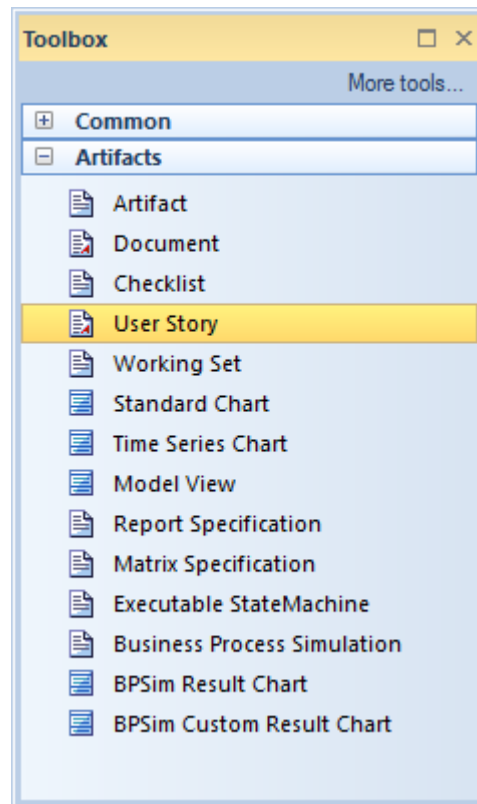 Toolbox
More tools...
Common
Artifacts
Artifact
Document
Checklist
User Story
Working Set
Standard Chart
Time Series Chart
Model View
Report Specification
Matrix Specification
Executable StateMachine
Business Process Simulation
BPSim Result Chart
BPSim Custom Result Chart